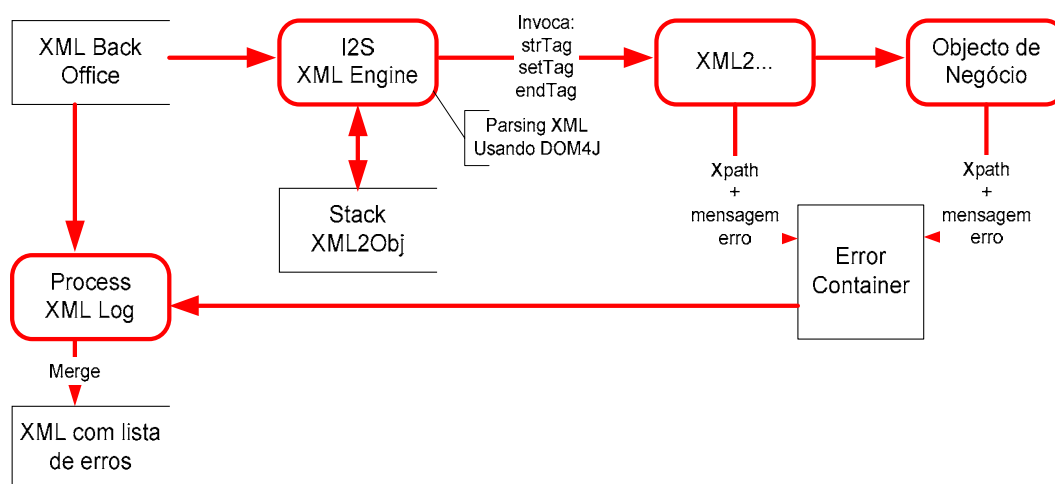 XML Back
Office
I2S
XML Engine
Invoca:
strTag
setTag
endTag
XML2...
Objecto de
Negócio
Parsing XML
Usando DOM4J
Stack
XML2Obj
Xpath
+
mensagem
erro
Xpath
+
mensagem
erro
Error
Container
Process
XML Log
Merge
XML com lista
de erros